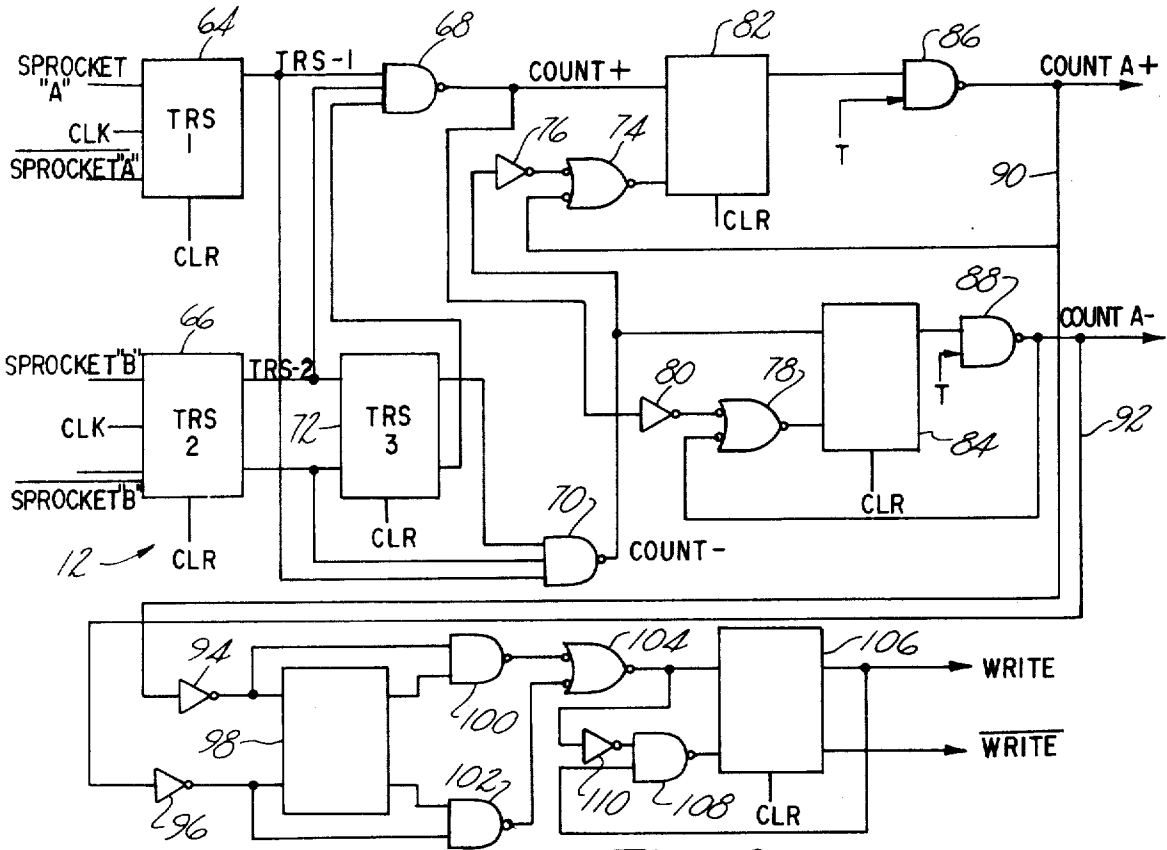 64
68
82
86
SPROCKET "A"
TRS-1
COUNT+
COUNT A+
CLK
TRS 1
76
74
T
SPROCKET"A"
90
CLR
CLR
66
88
COUNT A-
SPROCKET"B"
TRS-2
80
78
T
CLK
TRS 2
72
TRS 3
84
92
SPROCKET"B"
CLR
70
CLR
12
CLR
COUNT-
94
104
106
WRITE
98
100
WRITE
102
110
108
CLR
96